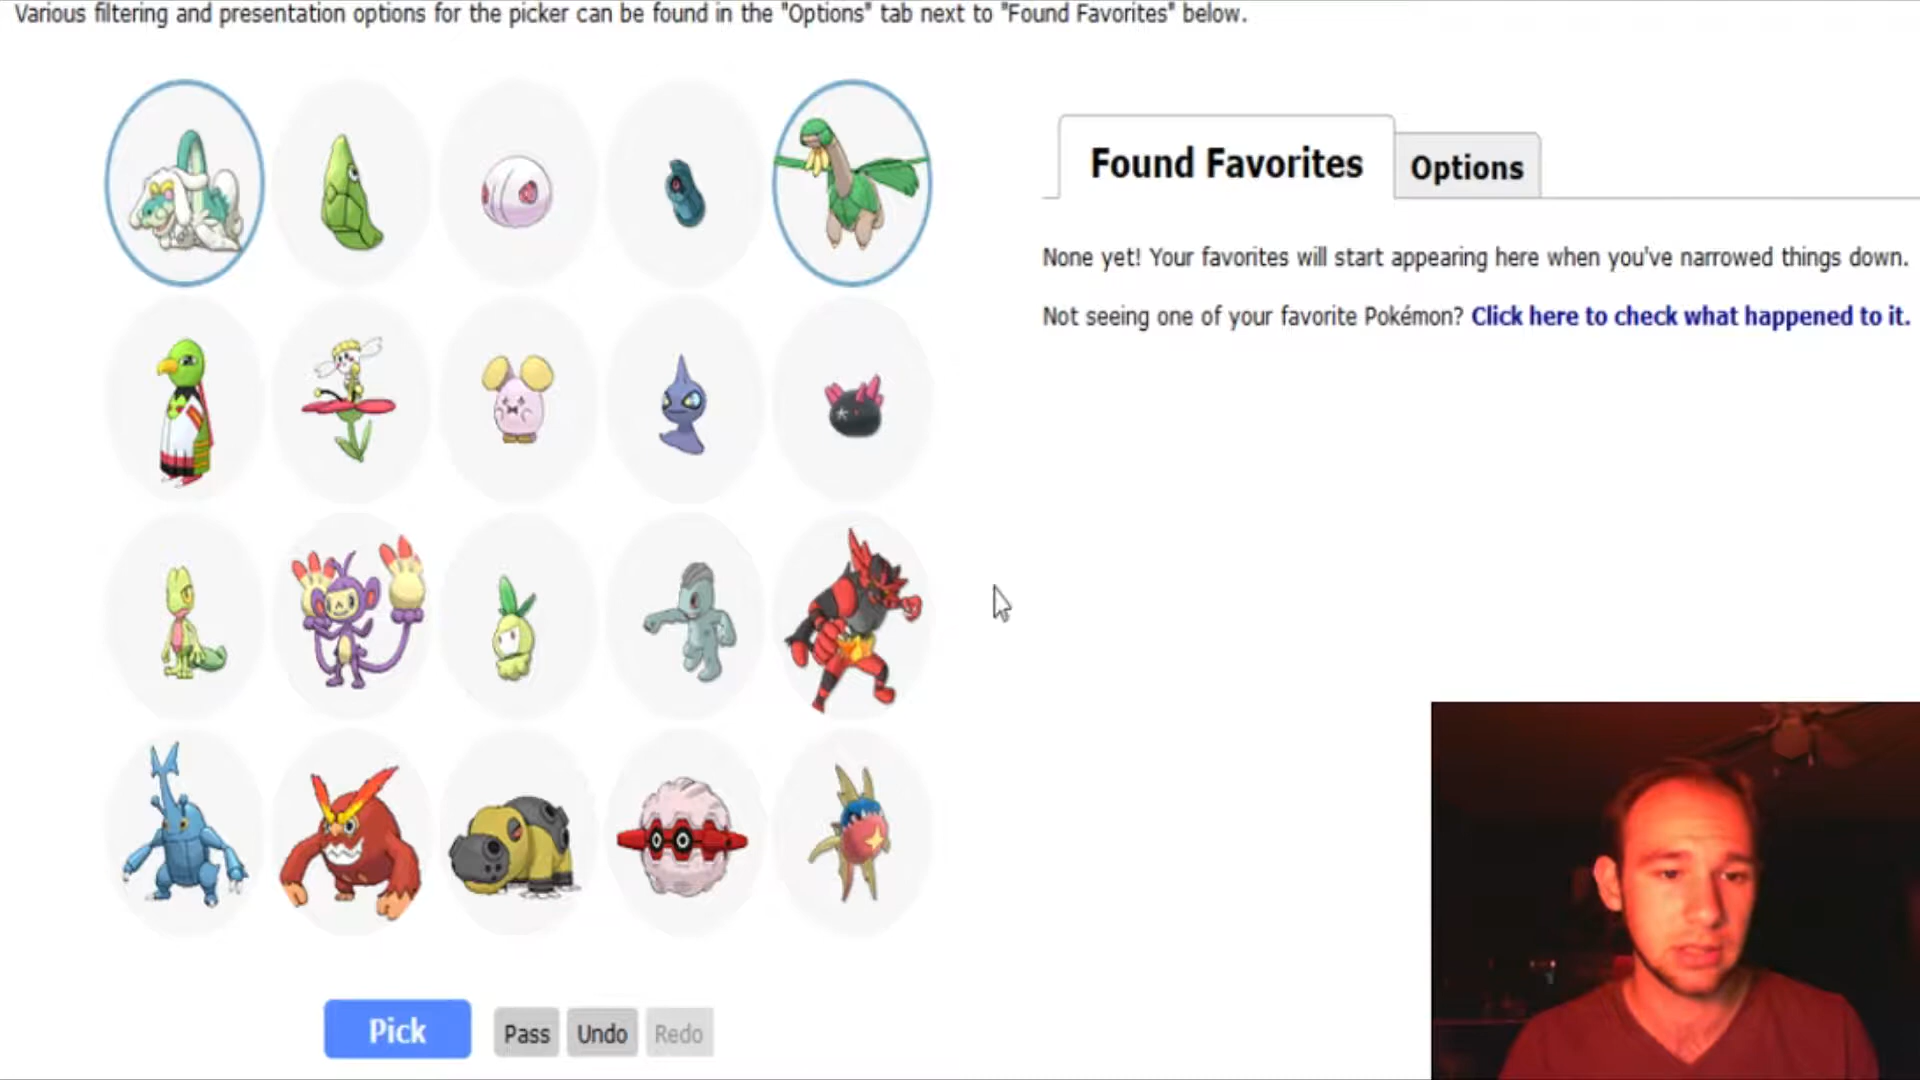 Various filtering and presentation options for the picker can be found in the "Options" tab next to "Found Favorites" below.
Found Favorites
Options
None yet! Your favorites will start appearing here when you've narrowed things down.
Not seeing one of your favorite Pokémon? Click here to check what happened to it.
Pick
Pass
Undo
Redo